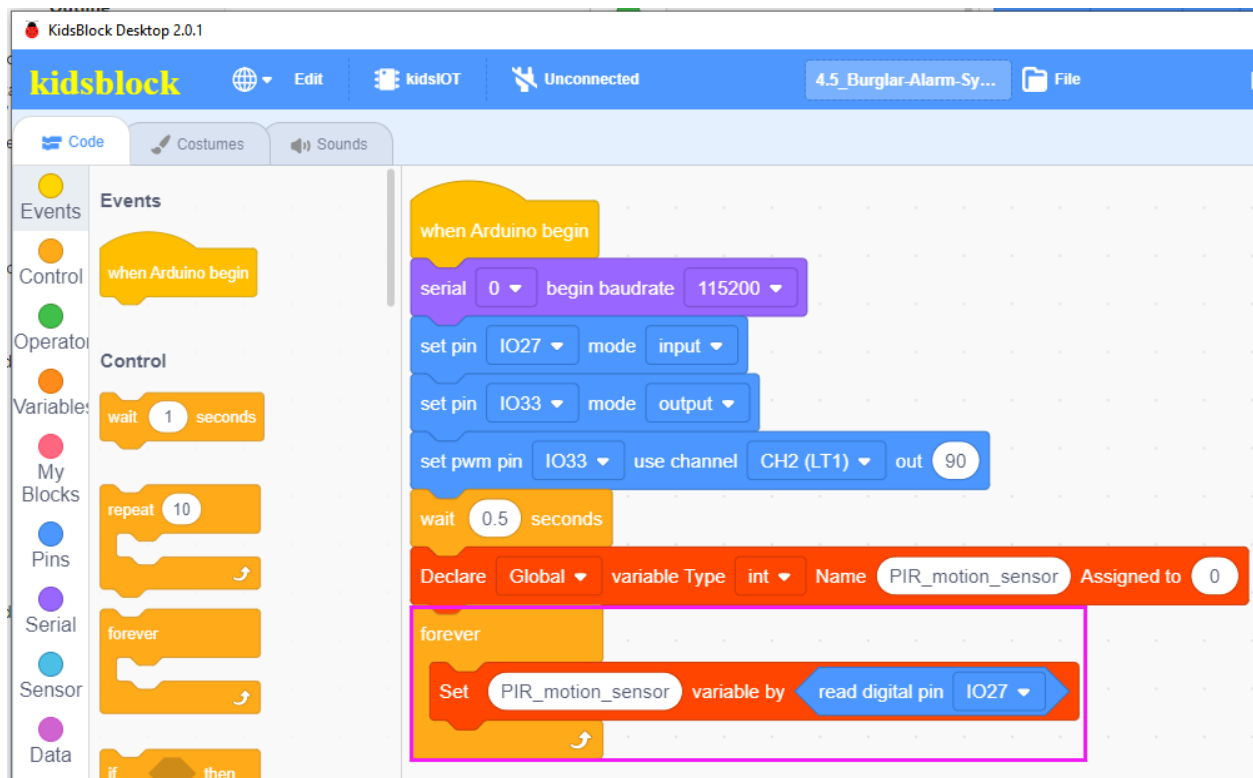 KidsBlock Desktop 2.0.1
kidsblock Edit kidsIOT Unconnected 4.5_Burglar-Alarm-Sy... File
Code Costumes Sounds
Events
Control
Operator
Variables
My
Blocks
Pins
Serial
Sensor
Data
Events
when Arduino begin
Control
wait 1 seconds
repeat 10
forever
if then
when Arduino begin
serial 0 begin baudrate 115200
set pin IO27 mode input
set pin IO33 mode output
set pwm pin IO33 use channel CH2 (LT1) out 90
wait 0.5 seconds
Declare Global variable Type int Name PIR_motion_sensor Assigned to 0
forever
Set PIR_motion_sensor variable by read digital pin IO27